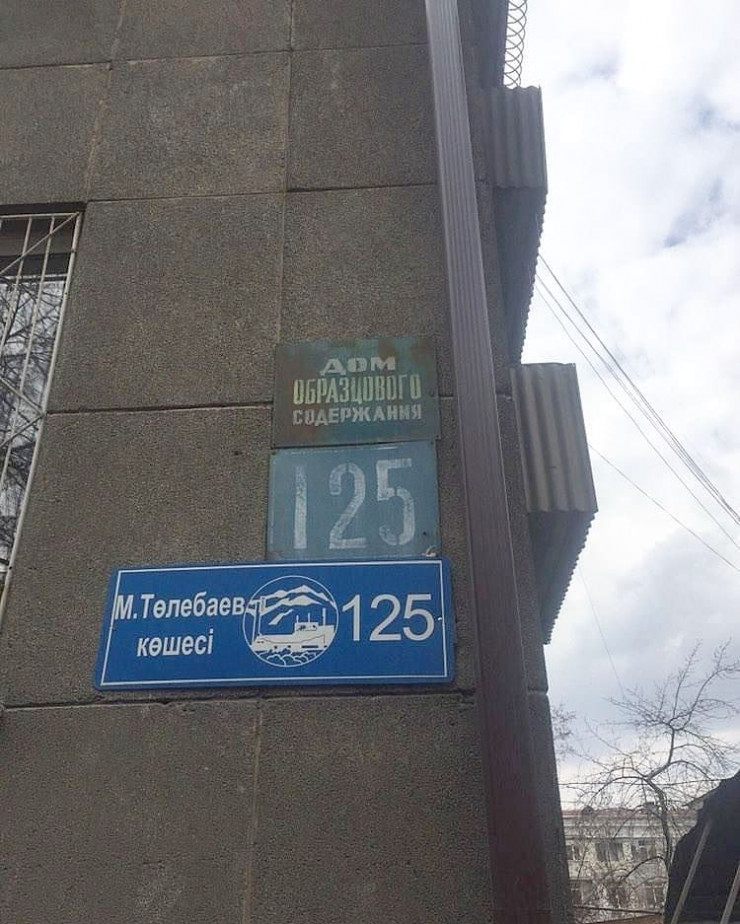 ДОМ
ОБРАЗЦОВОГО
СОДЕРЖАНИЯ
125
М.Төлебаев 125
көшесі